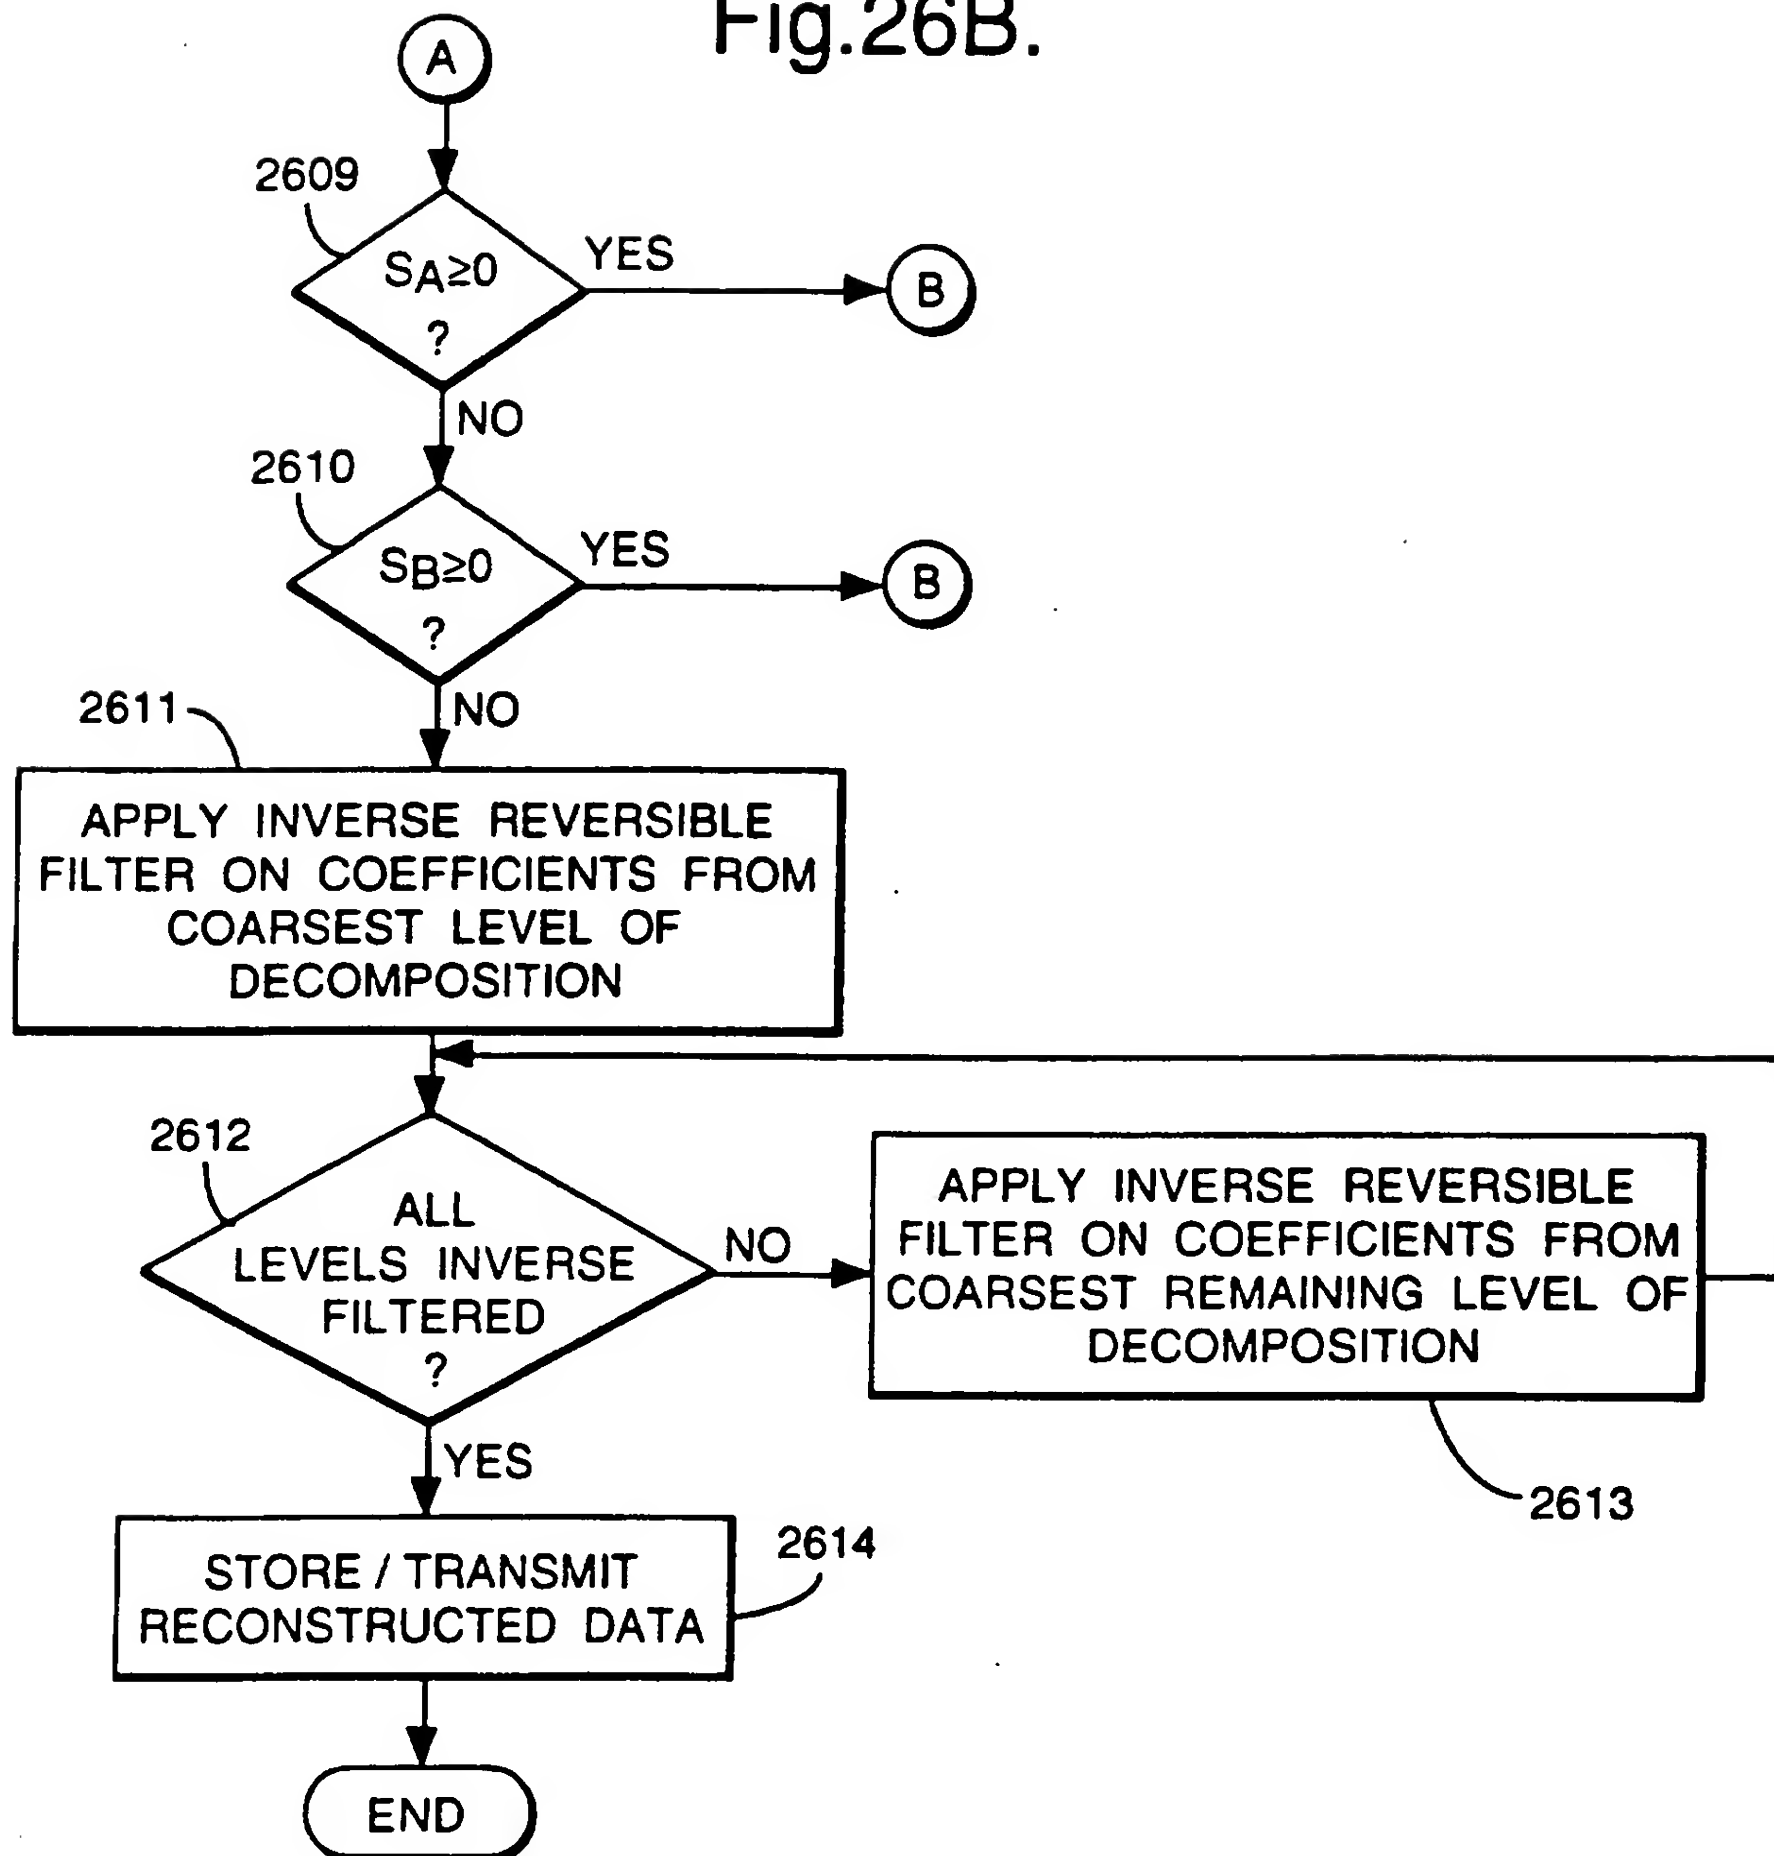 Fig.26B.
A
2609
SA≥0
?
YES
B
NO
2610
SB≥0
?
YES
B
NO
2611
APPLY INVERSE REVERSIBLE
FILTER ON COEFFICIENTS FROM
COARSEST LEVEL OF
DECOMPOSITION
2612
ALL
LEVELS INVERSE
FILTERED
?
NO
APPLY INVERSE REVERSIBLE
FILTER ON COEFFICIENTS FROM
COARSEST REMAINING LEVEL OF
DECOMPOSITION
2613
YES
STORE / TRANSMIT
RECONSTRUCTED DATA
2614
END